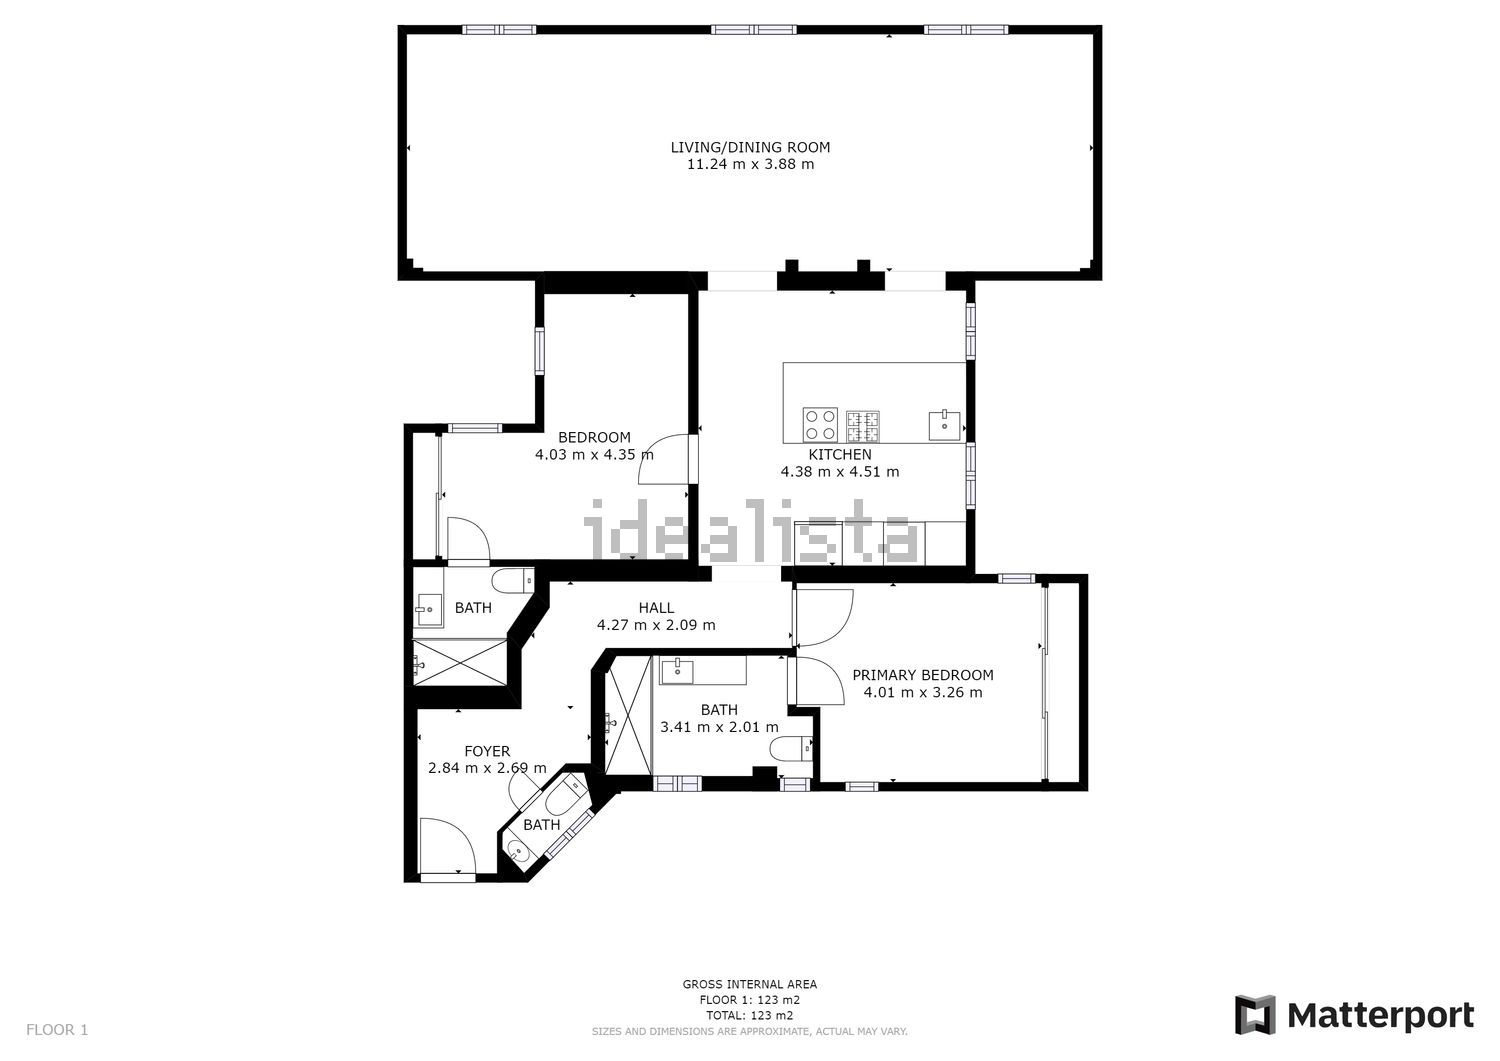 LIVING/DINING ROOM
11.24 m x 3.88 m
BEDROOM
4.03 m x 4.35 m
KITCHEN
4.38 m x 4.51 m
idealista
BATH
HALL
4.27 m x 2.09 m
PRIMARY BEDROOM
4.01 m x 3.26 m
BATH
3.41 m x 2.01 m
FOYER
2.84 m x 2.69 m
BATH
GROSS INTERNAL AREA
FLOOR 1: 123 m2
TOTAL: 123 m2
SIZES AND DIMENSIONS ARE APPROXIMATE, ACTUAL MAY VARY.
FLOOR 1
Matterport